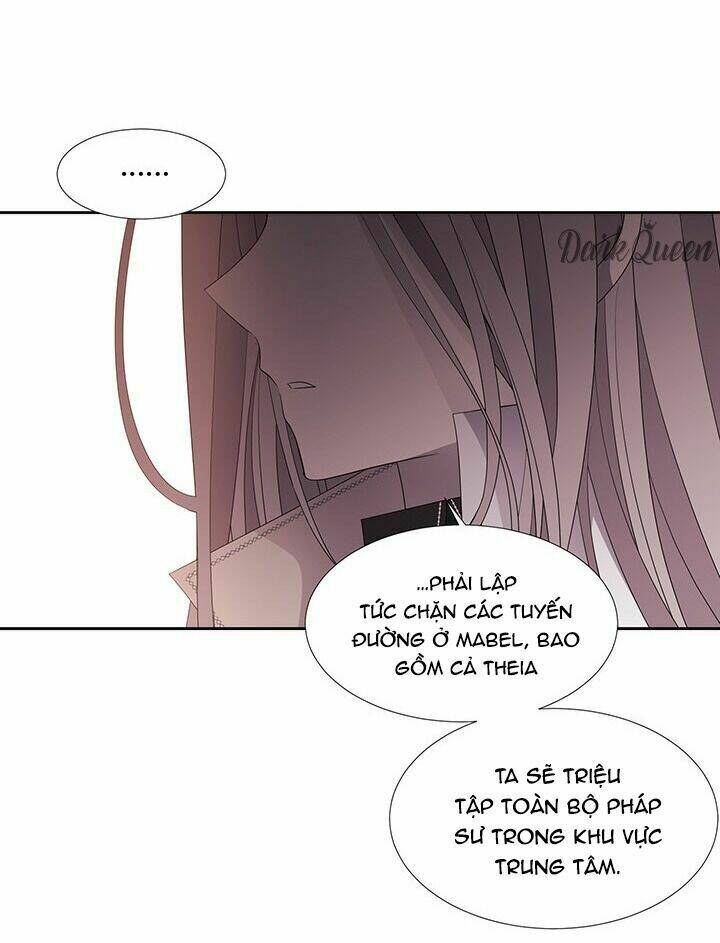 ......
Dark Queen
...PHẢI LẬP
TỨC CHẶN CÁC TUYẾN
ĐƯỜNG Ở MABEL, BAO
GỒM CẢ THEIA
TA SẼ TRIỆU
TẬP TOÀN BỘ PHÁP
SƯ TRONG KHU VỰC
TRUNG TÂM.